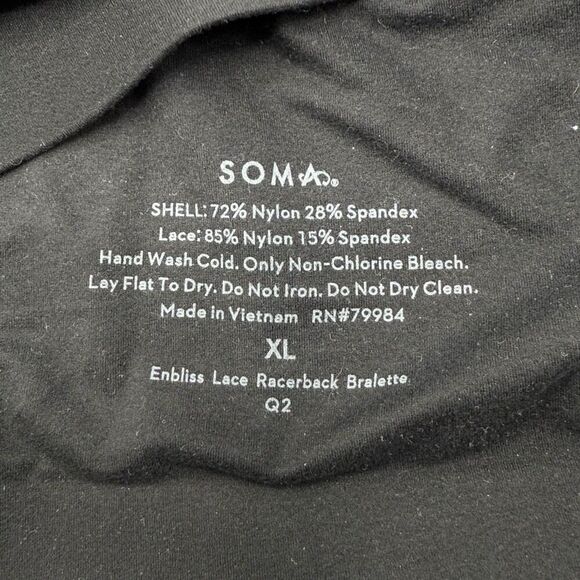 SOMA®
SHELL: 72% Nylon 28% Spandex
Lace: 85% Nylon 15% Spandex
Hand Wash Cold. Only Non-Chlorine Bleach.
Lay Flat To Dry. Do Not Iron. Do Not Dry Clean.
Made in Vietnam RN#79984
XL
Enbliss Lace Racerback Bralette
Q2